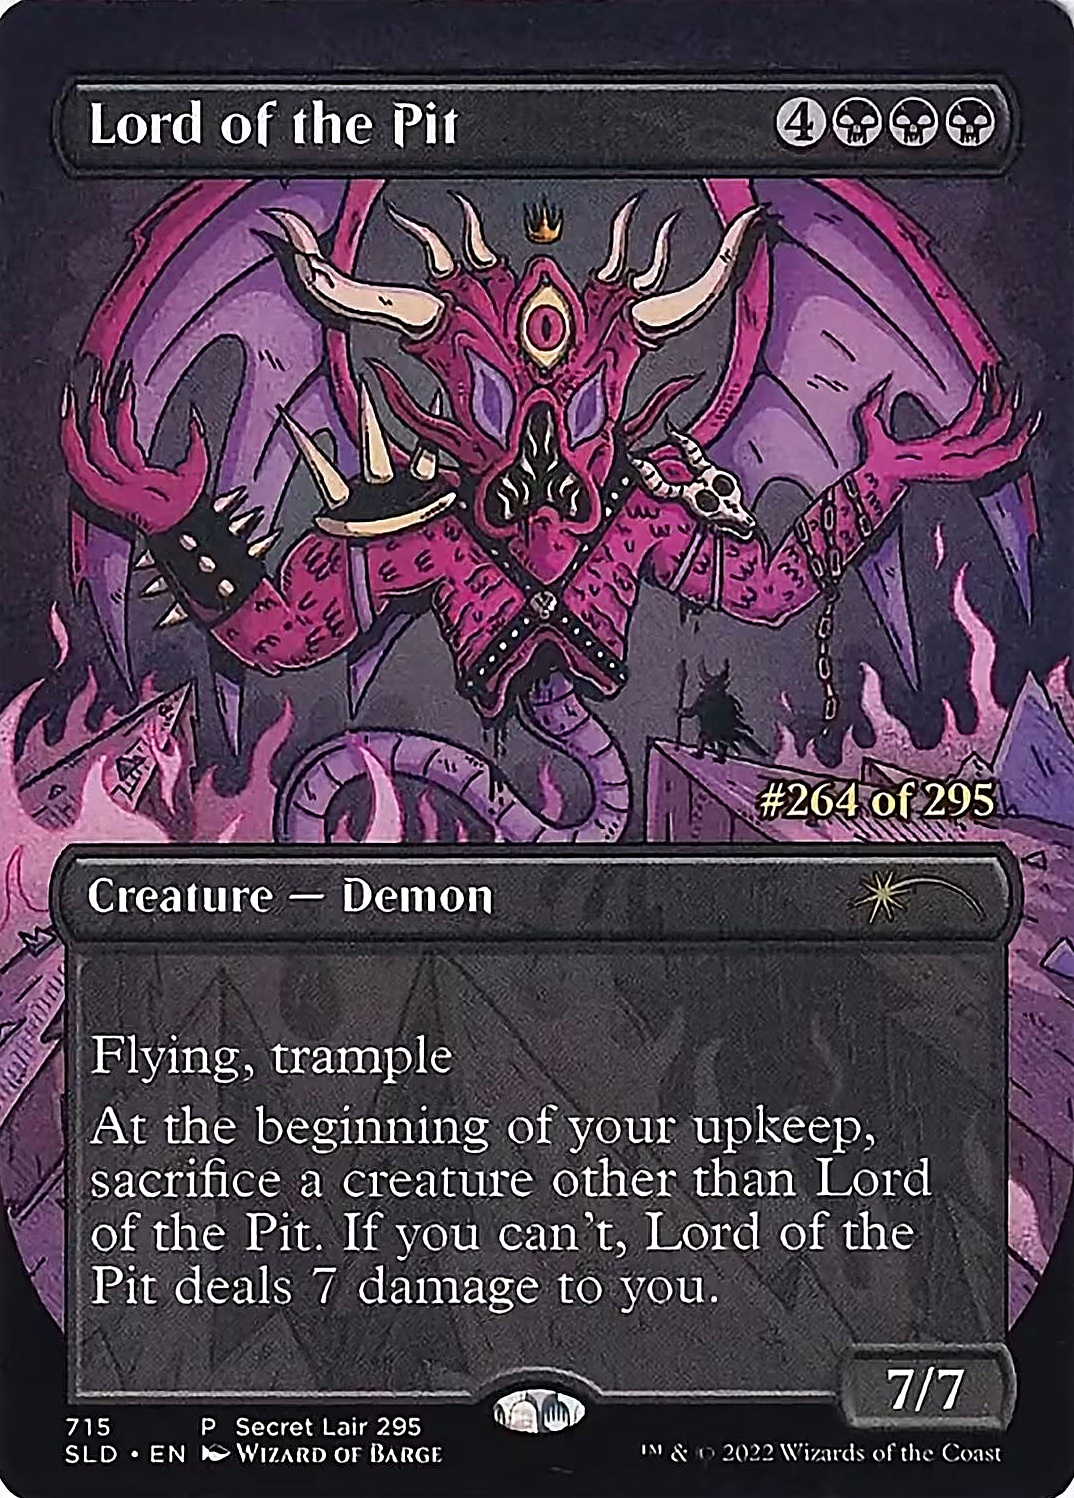 Lord of the Pit 4
#264 of 295
Creature — Demon
Flying, trample
At the beginning of your upkeep,
sacrifice a creature other than Lord
of the Pit. If you can't, Lord of the
Pit deals 7 damage to you.
7/7
715 P Secret Lair 295
SLD • EN Wizard of Barge
™ & © 2022 Wizards of the Coast